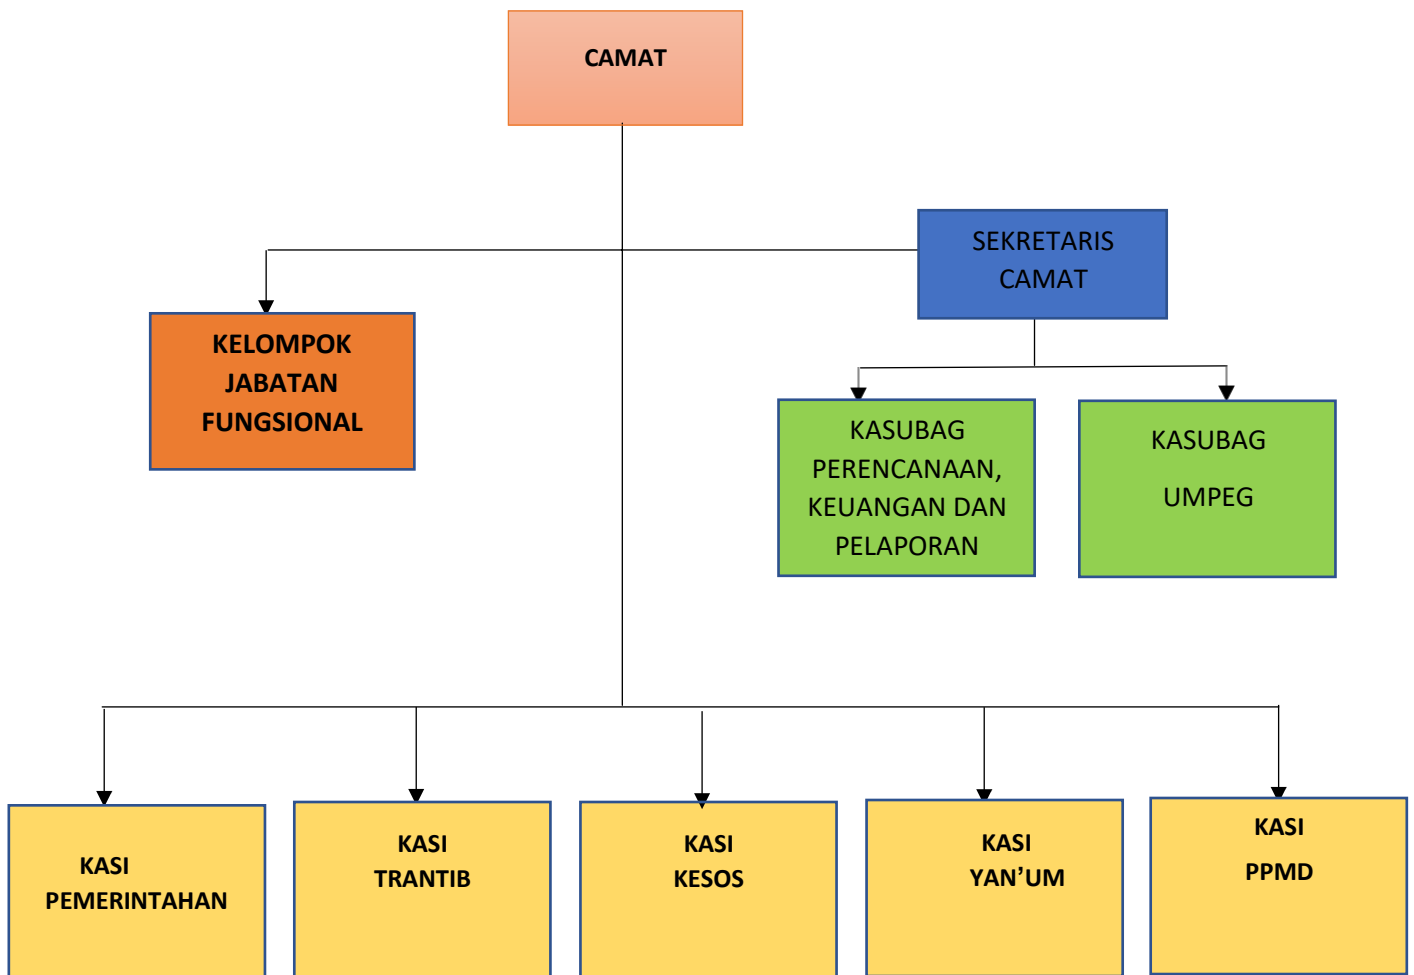 CAMAT
SEKRETARIS
CAMAT
KELOMPOK
JABATAN
FUNGSIONAL
KASUBAG
PERENCANAAN,
KEUANGAN DAN
PELAPORAN
KASUBAG
UMPEG
KASI
PEMERINTAHAN
KASI
TRANTIB
KASI
KESOS
KASI
YAN’UM
KASI
PPMD